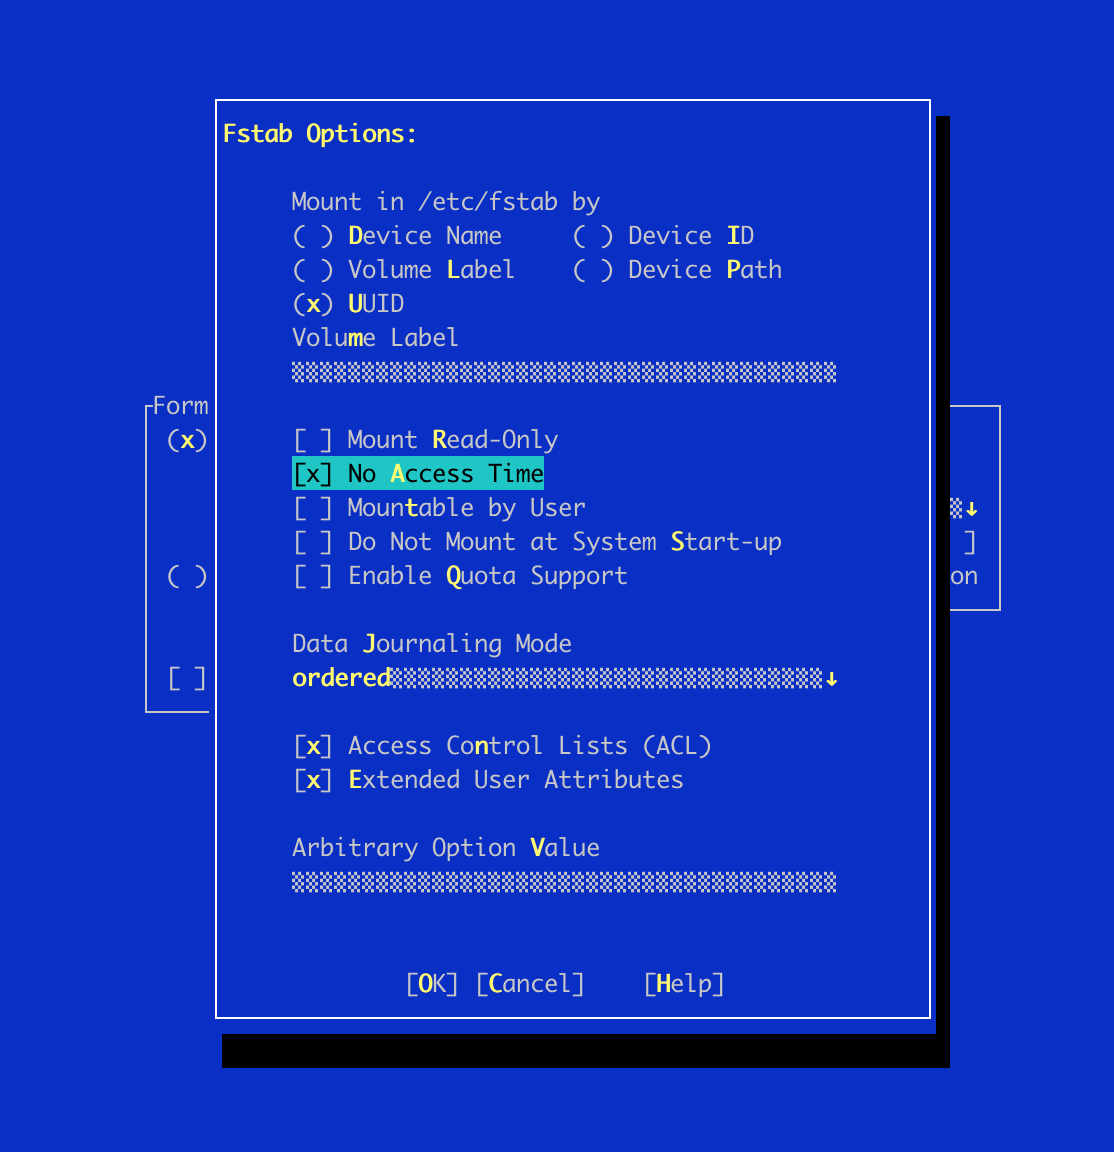 Fstab Options:
Mount in /etc/fstab by
( ) Device Name     ( ) Device ID
( ) Volume Label    ( ) Device Path
(x) UUID
Volume Label
Form
(x)
[ ] Mount Read-Only
[x] No Access Time
[ ] Mountable by User
↓
[ ] Do Not Mount at System Start-up
]
( )
[ ] Enable Quota Support
on
Data Journaling Mode
[ ]
ordered ↓
[x] Access Control Lists (ACL)
[x] Extended User Attributes
Arbitrary Option Value
[OK] [Cancel]    [Help]